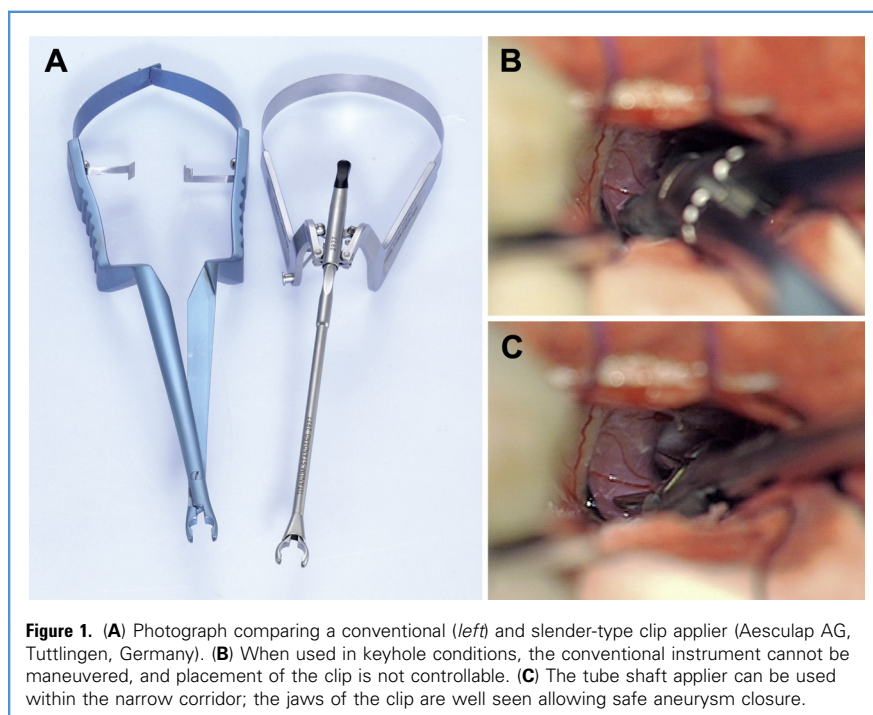 A
B
C
Figure 1. (A) Photograph comparing a conventional (left) and slender-type clip applier (Aesculap AG,
Tuttlingen, Germany). (B) When used in keyhole conditions, the conventional instrument cannot be
maneuvered, and placement of the clip is not controllable. (C) The tube shaft applier can be used
within the narrow corridor; the jaws of the clip are well seen allowing safe aneurysm closure.